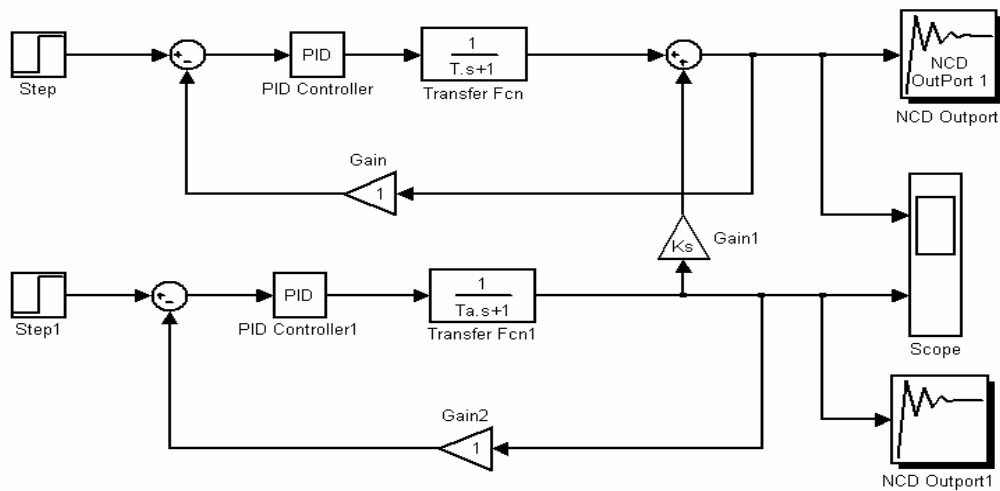 Step
+
-
PID
PID Controller
1
T.s+1
Transfer Fcn
+
+
NCD
OutPort 1
NCD Outport
Gain
1
Ks
Gain1
Step1
+
-
PID
PID Controller1
1
Ta.s+1
Transfer Fcn1
Scope
Gain2
1
NCD Outport1